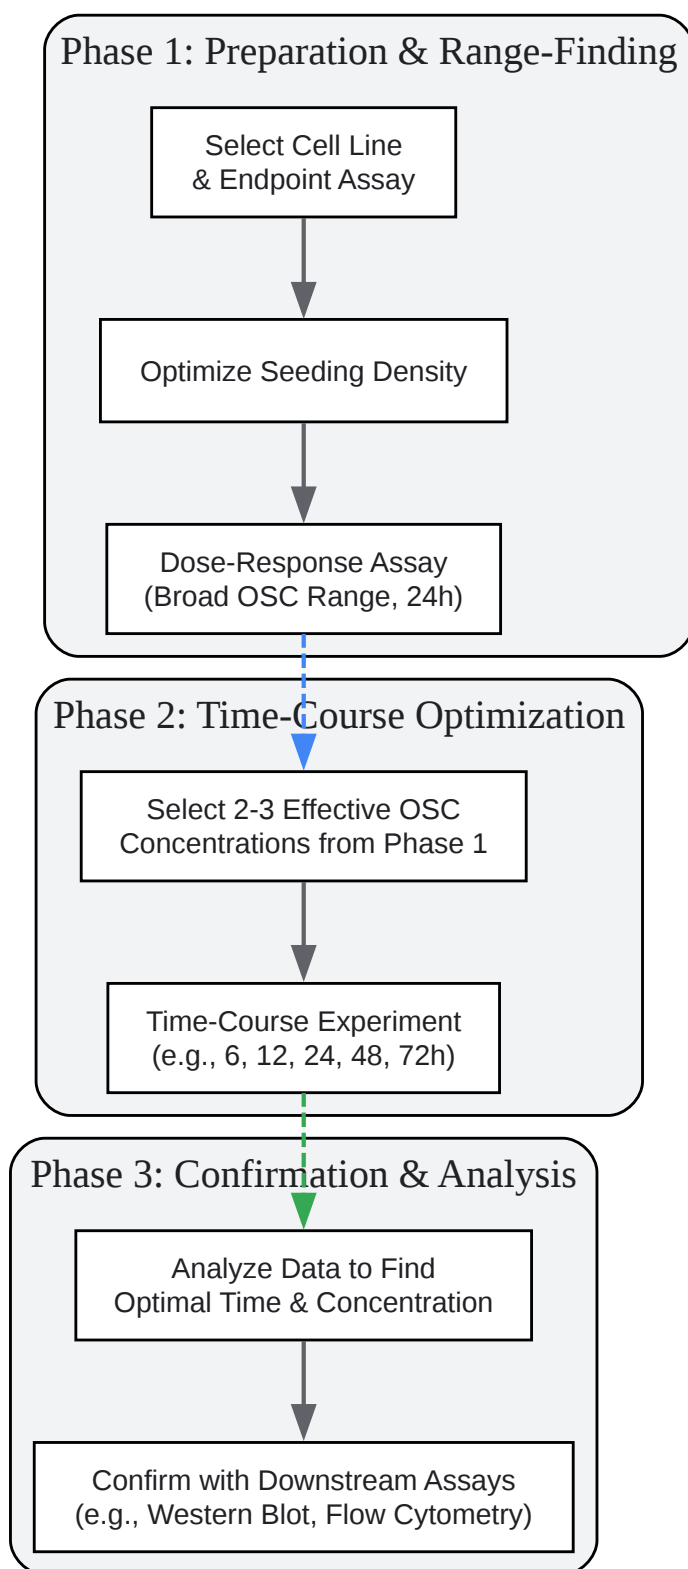 Phase 1: Preparation & Range-Finding
Select Cell Line
& Endpoint Assay
Optimize Seeding Density
Dose-Response Assay
(Broad OSC Range, 24h)
Phase 2: Time-Course Optimization
Select 2-3 Effective OSC
Concentrations from Phase 1
Time-Course Experiment
(e.g., 6, 12, 24, 48, 72h)
Phase 3: Confirmation & Analysis
Analyze Data to Find
Optimal Time & Concentration
Confirm with Downstream Assays
(e.g., Western Blot, Flow Cytometry)